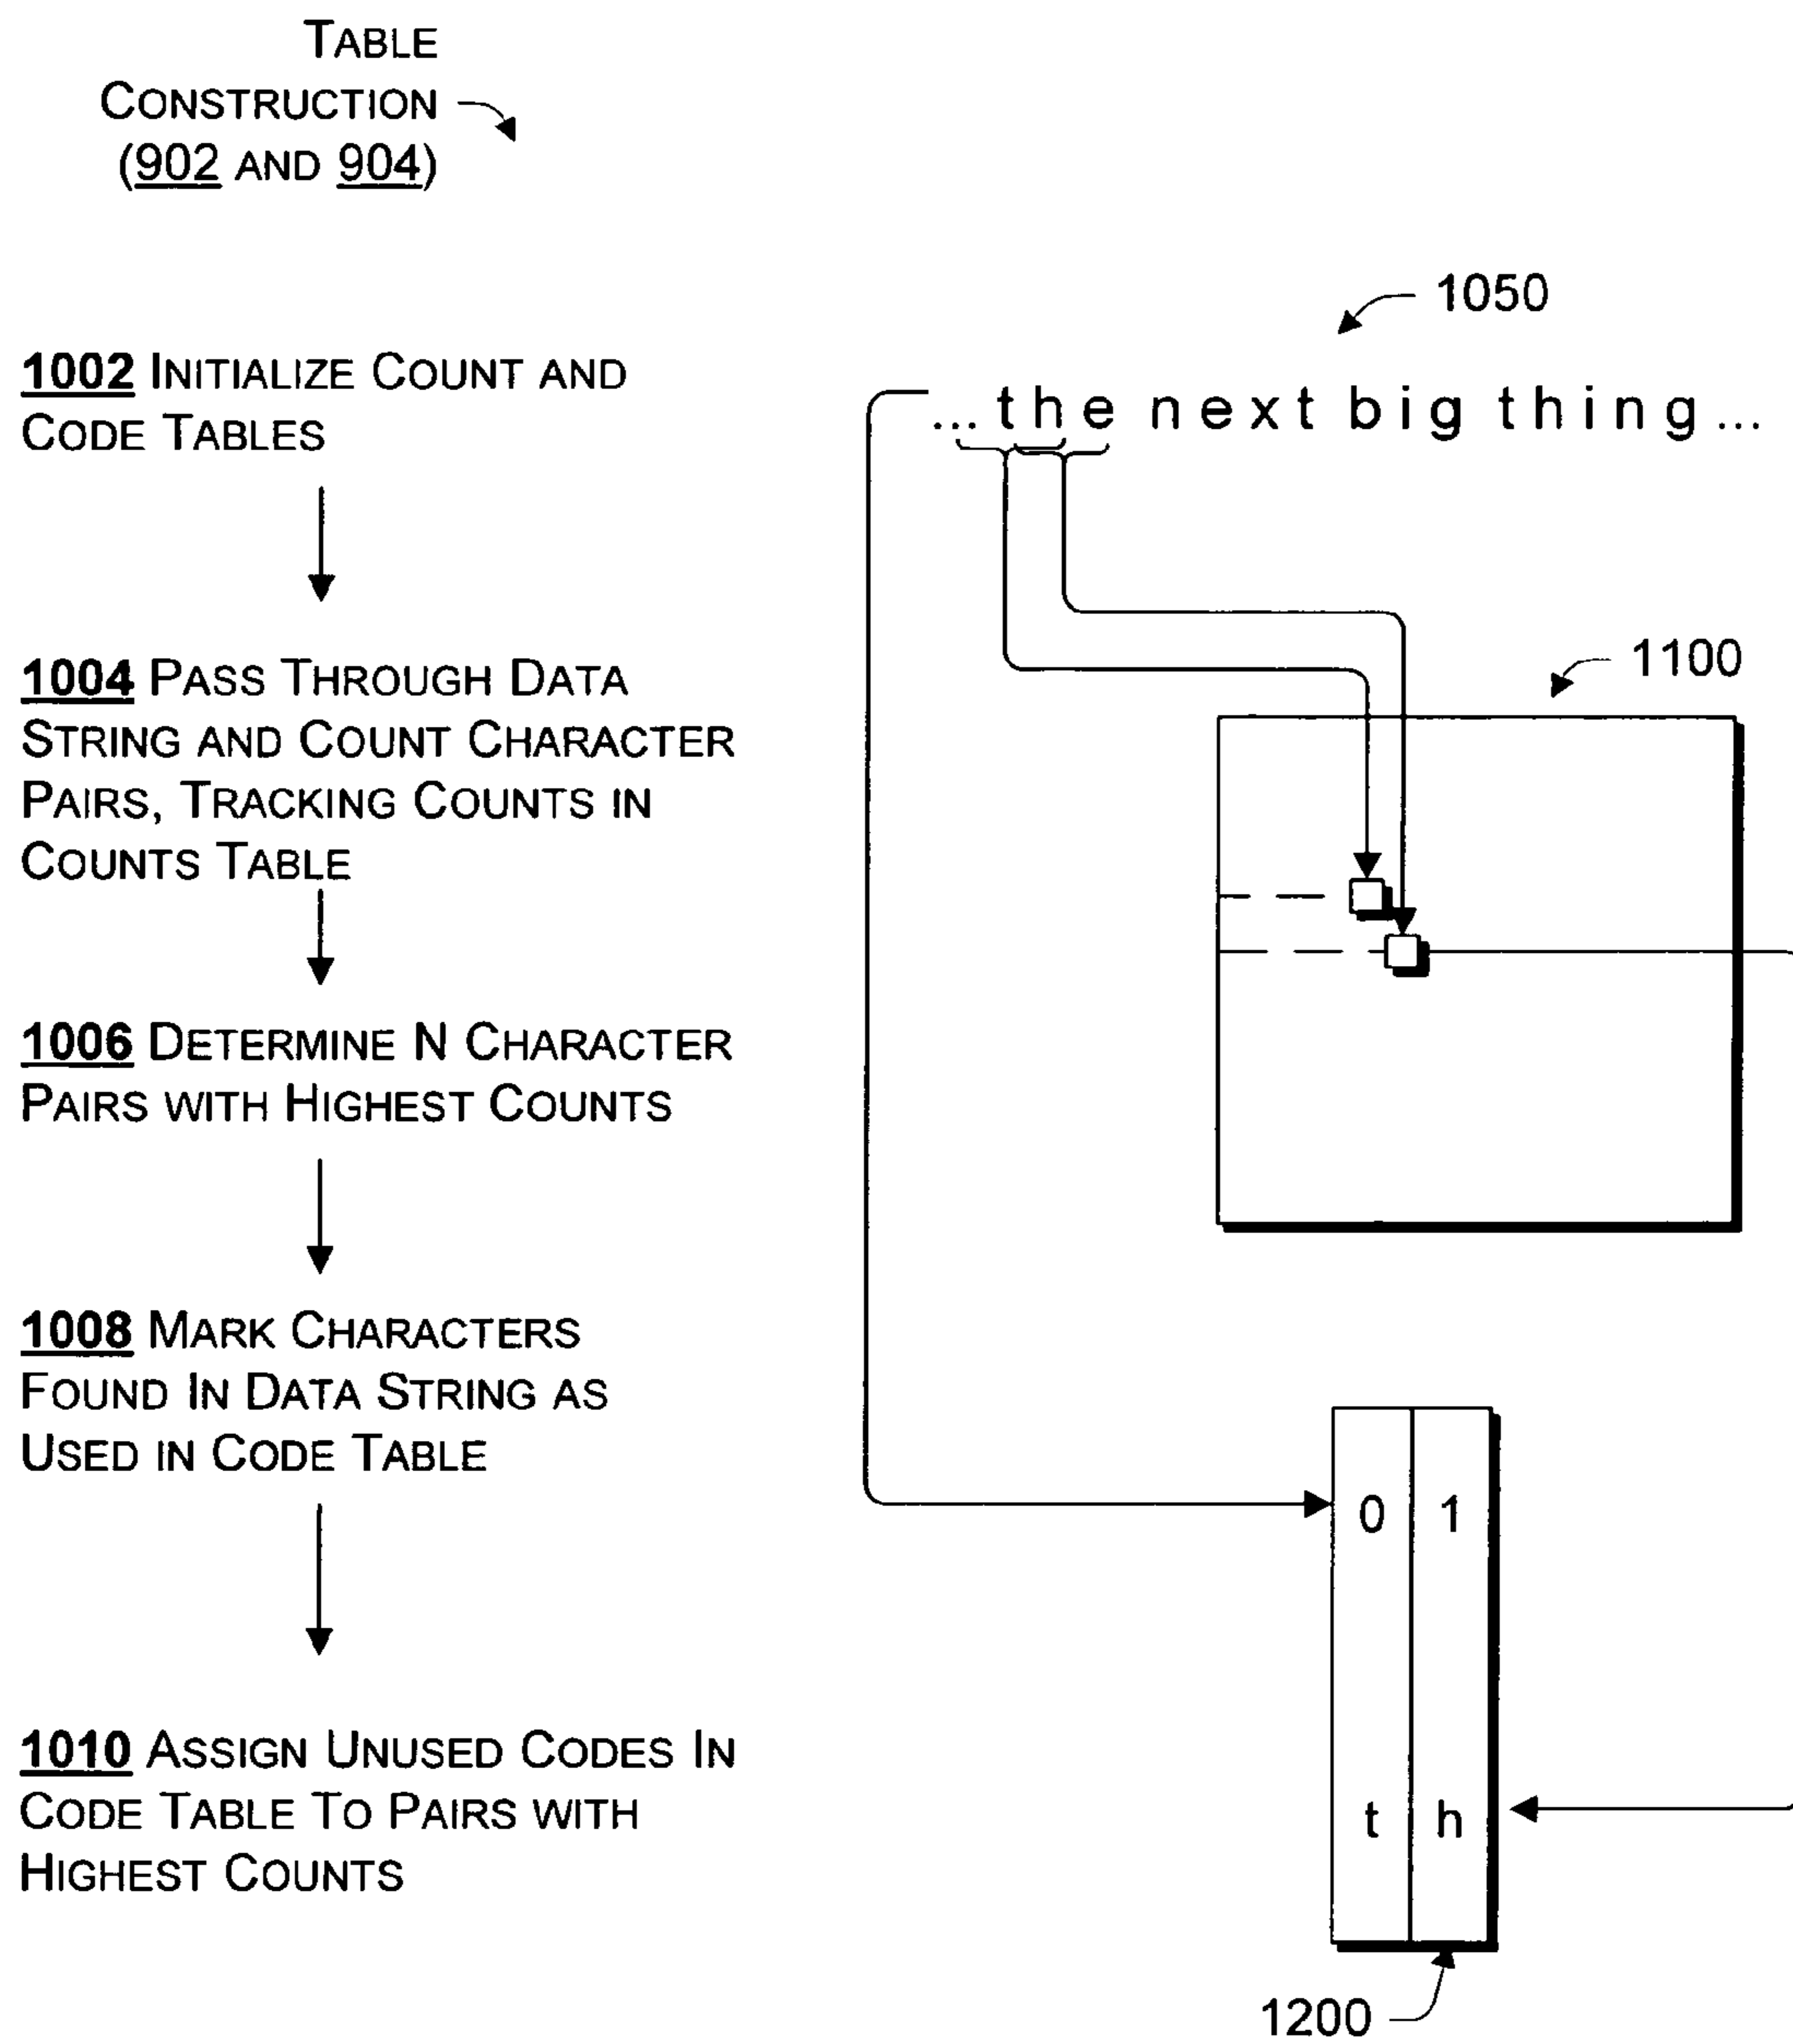 TABLE
CONSTRUCTION
(902 AND 904)
1050
1002 INITIALIZE COUNT AND
CODE TABLES
...the next big thing...
1004 PASS THROUGH DATA
STRING AND COUNT CHARACTER
PAIRS, TRACKING COUNTS IN
COUNTS TABLE
1100
1006 DETERMINE N CHARACTER
PAIRS WITH HIGHEST COUNTS
1008 MARK CHARACTERS
FOUND IN DATA STRING AS
USED IN CODE TABLE
0 1
1010 ASSIGN UNUSED CODES IN
CODE TABLE TO PAIRS WITH
HIGHEST COUNTS
t h
1200